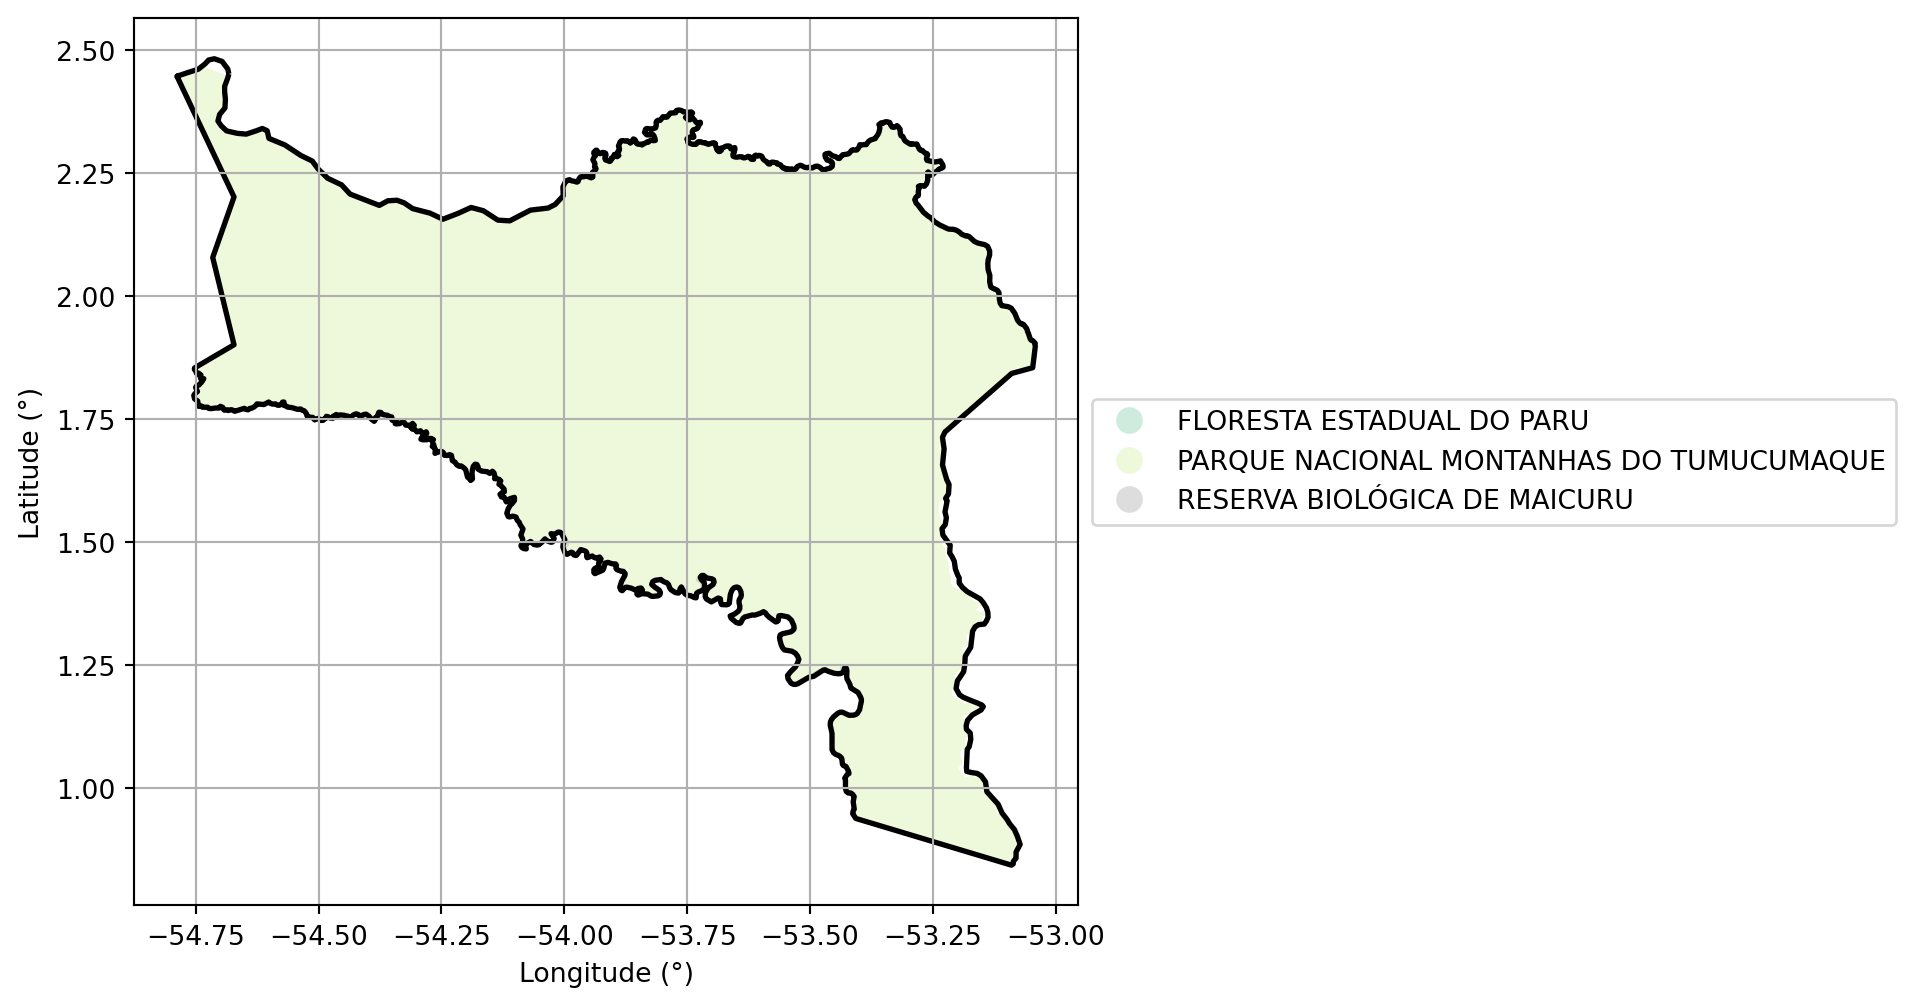 2.50
2.25
2.00
1.75
1.50
1.25
1.00
Latitude (°)
−54.75 −54.50 −54.25 −54.00 −53.75 −53.50 −53.25 −53.00
Longitude (°)
FLORESTA ESTADUAL DO PARU
PARQUE NACIONAL MONTANHAS DO TUMUCUMAQUE
RESERVA BIOLÓGICA DE MAICURU